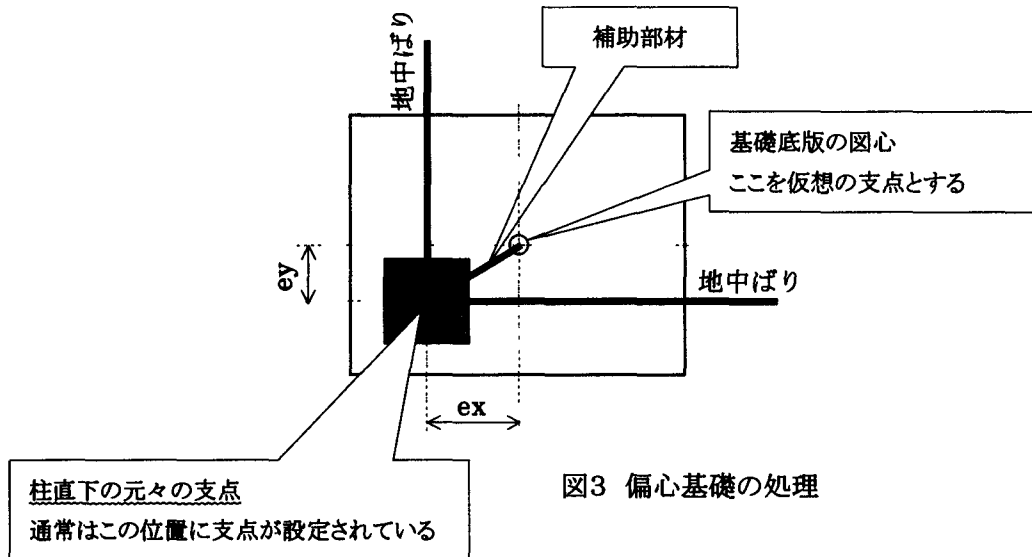 補助部材
地中ばり
基礎底版の図心
ここを仮想の支点とする
ey
地中ばり
ex
柱直下の元々の支点
通常はこの位置に支点が設定されている
図3 偏心基礎の処理